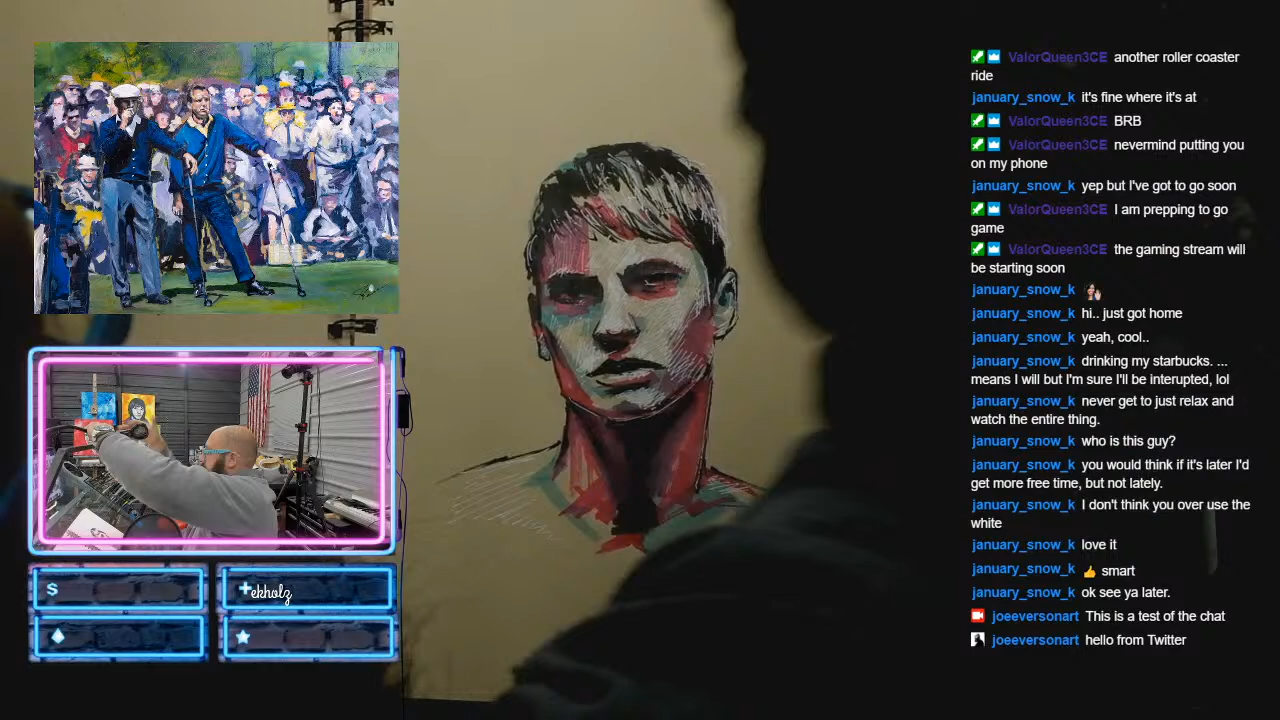 ValorQueen3CE another roller coaster
ride
january_snow_k it's fine where it's at
ValorQueen3CE BRB
ValorQueen3CE nevermind putting you
on my phone
january_snow_k yep but I've got to go soon
ValorQueen3CE I am prepping to go
game
ValorQueen3CE the gaming stream will
be starting soon
january_snow_k
january_snow_k hi.. just got home
january_snow_k yeah, cool..
january_snow_k drinking my starbucks. ...
means I will but I'm sure I'll be interupted, lol
january_snow_k never get to just relax and
watch the entire thing.
january_snow_k who is this guy?
january_snow_k you would think if it's later I'd
get more free time, but not lately.
january_snow_k I don't think you over use the
white
january_snow_k love it
january_snow_k 👍 smart
january_snow_k ok see ya later.
joeeversonart This is a test of the chat
joeeversonart hello from Twitter
$
+ekholz